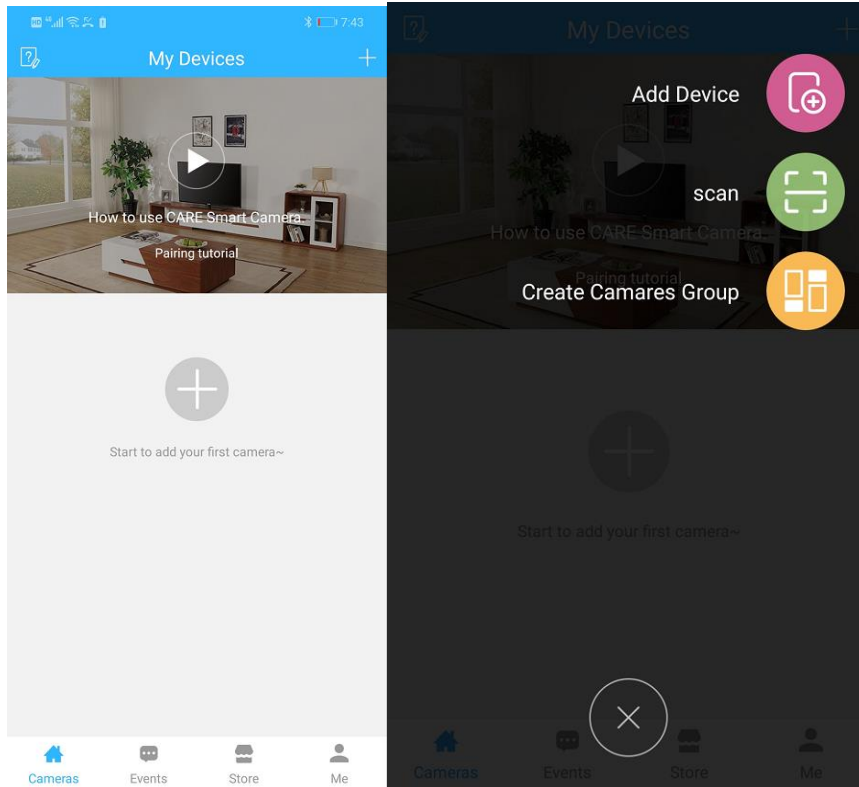 7:43
My Devices
How to use CARE Smart Camera.
Pairing tutorial
Start to add your first camera~
Cameras
Events
Store
Me
My Devices
Add Device
scan
How to use CARE Smart Camera.
Pairing tutorial
Create Camares Group
Start to add your first camera~
Cameras
Events
Store
Me